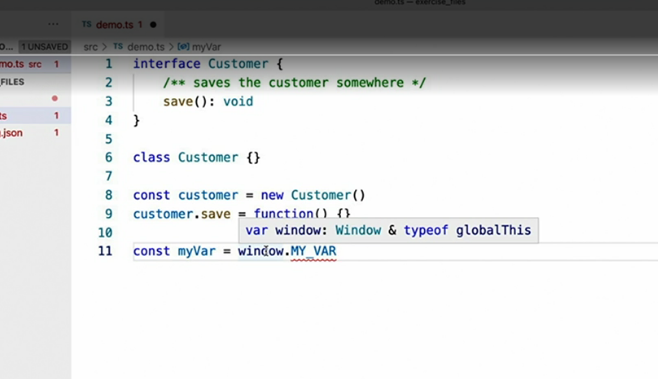 demo.ts — exercise_files
... TS demo.ts 1 ●
O... 1 UNSAVED src > TS demo.ts > [@] myVar
mo.ts src 1
_FILES
ts 1
.json 1
1 interface Customer {
2 /** saves the customer somewhere */
3 save(): void
4 }
5
6 class Customer {}
7
8 const customer = new Customer()
9 customer.save = function() {}
10
var window: Window & typeof globalThis
11 const myVar = window.MY_VAR